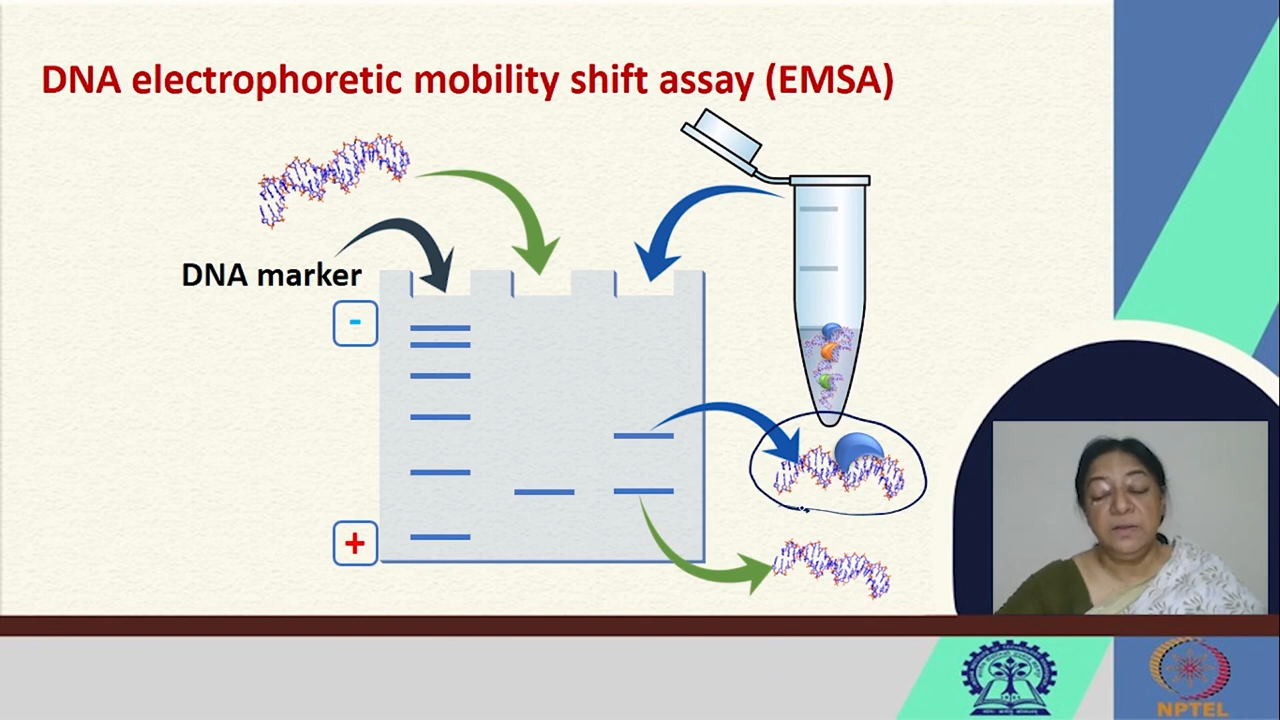 DNA electrophoretic mobility shift assay (EMSA)
DNA marker
-
+
NPTEL